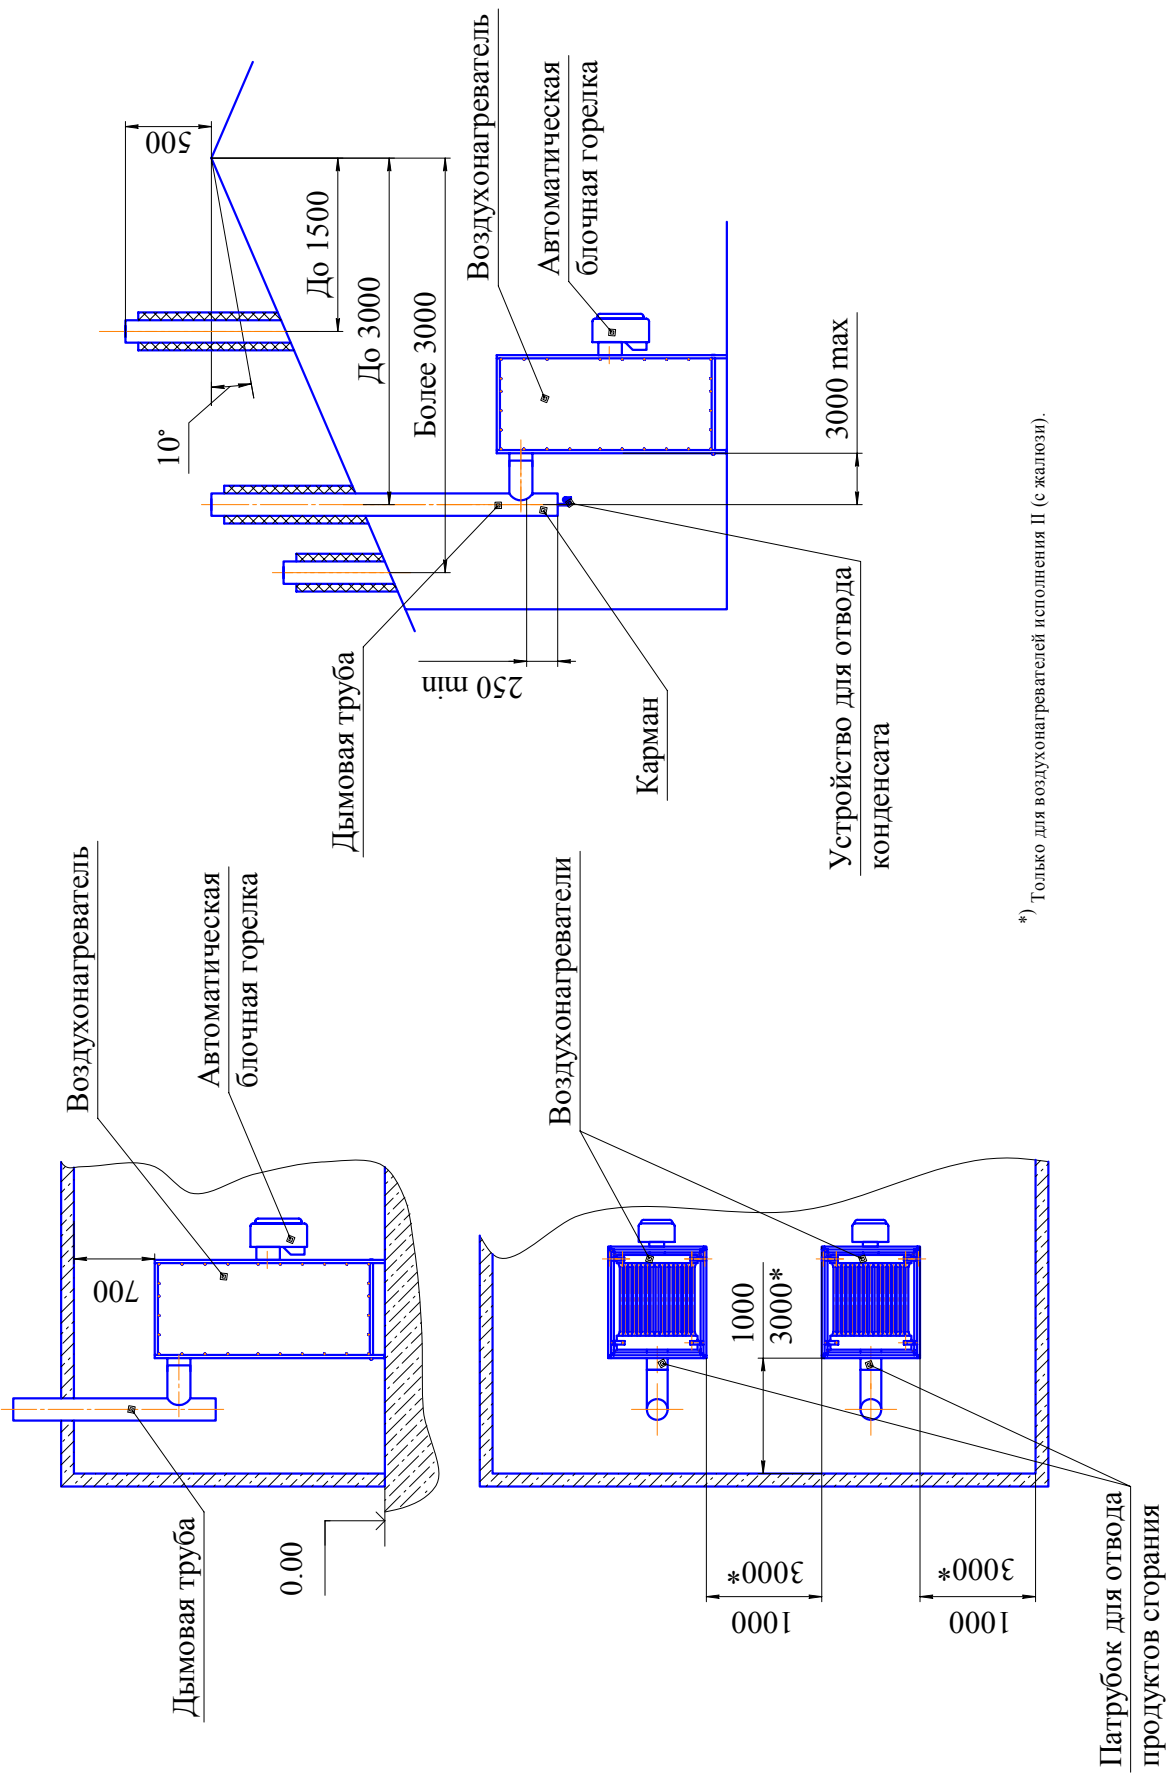 Дымовая труба
0.00
700
Воздухонагреватель
Автоматическая
блочная горелка
Воздухонагреватели
1000
3000*
1000
3000*
1000
3000*
Патрубок для отвода
продуктов сгорания
500
10°
До 1500
До 3000
Более 3000
Воздухонагреватель
Автоматическая
блочная горелка
Дымовая труба
250 min
Карман
3000 max
Устройство для отвода
конденсата
*) Только для воздухонагревателей исполнения II (с жалюзи).